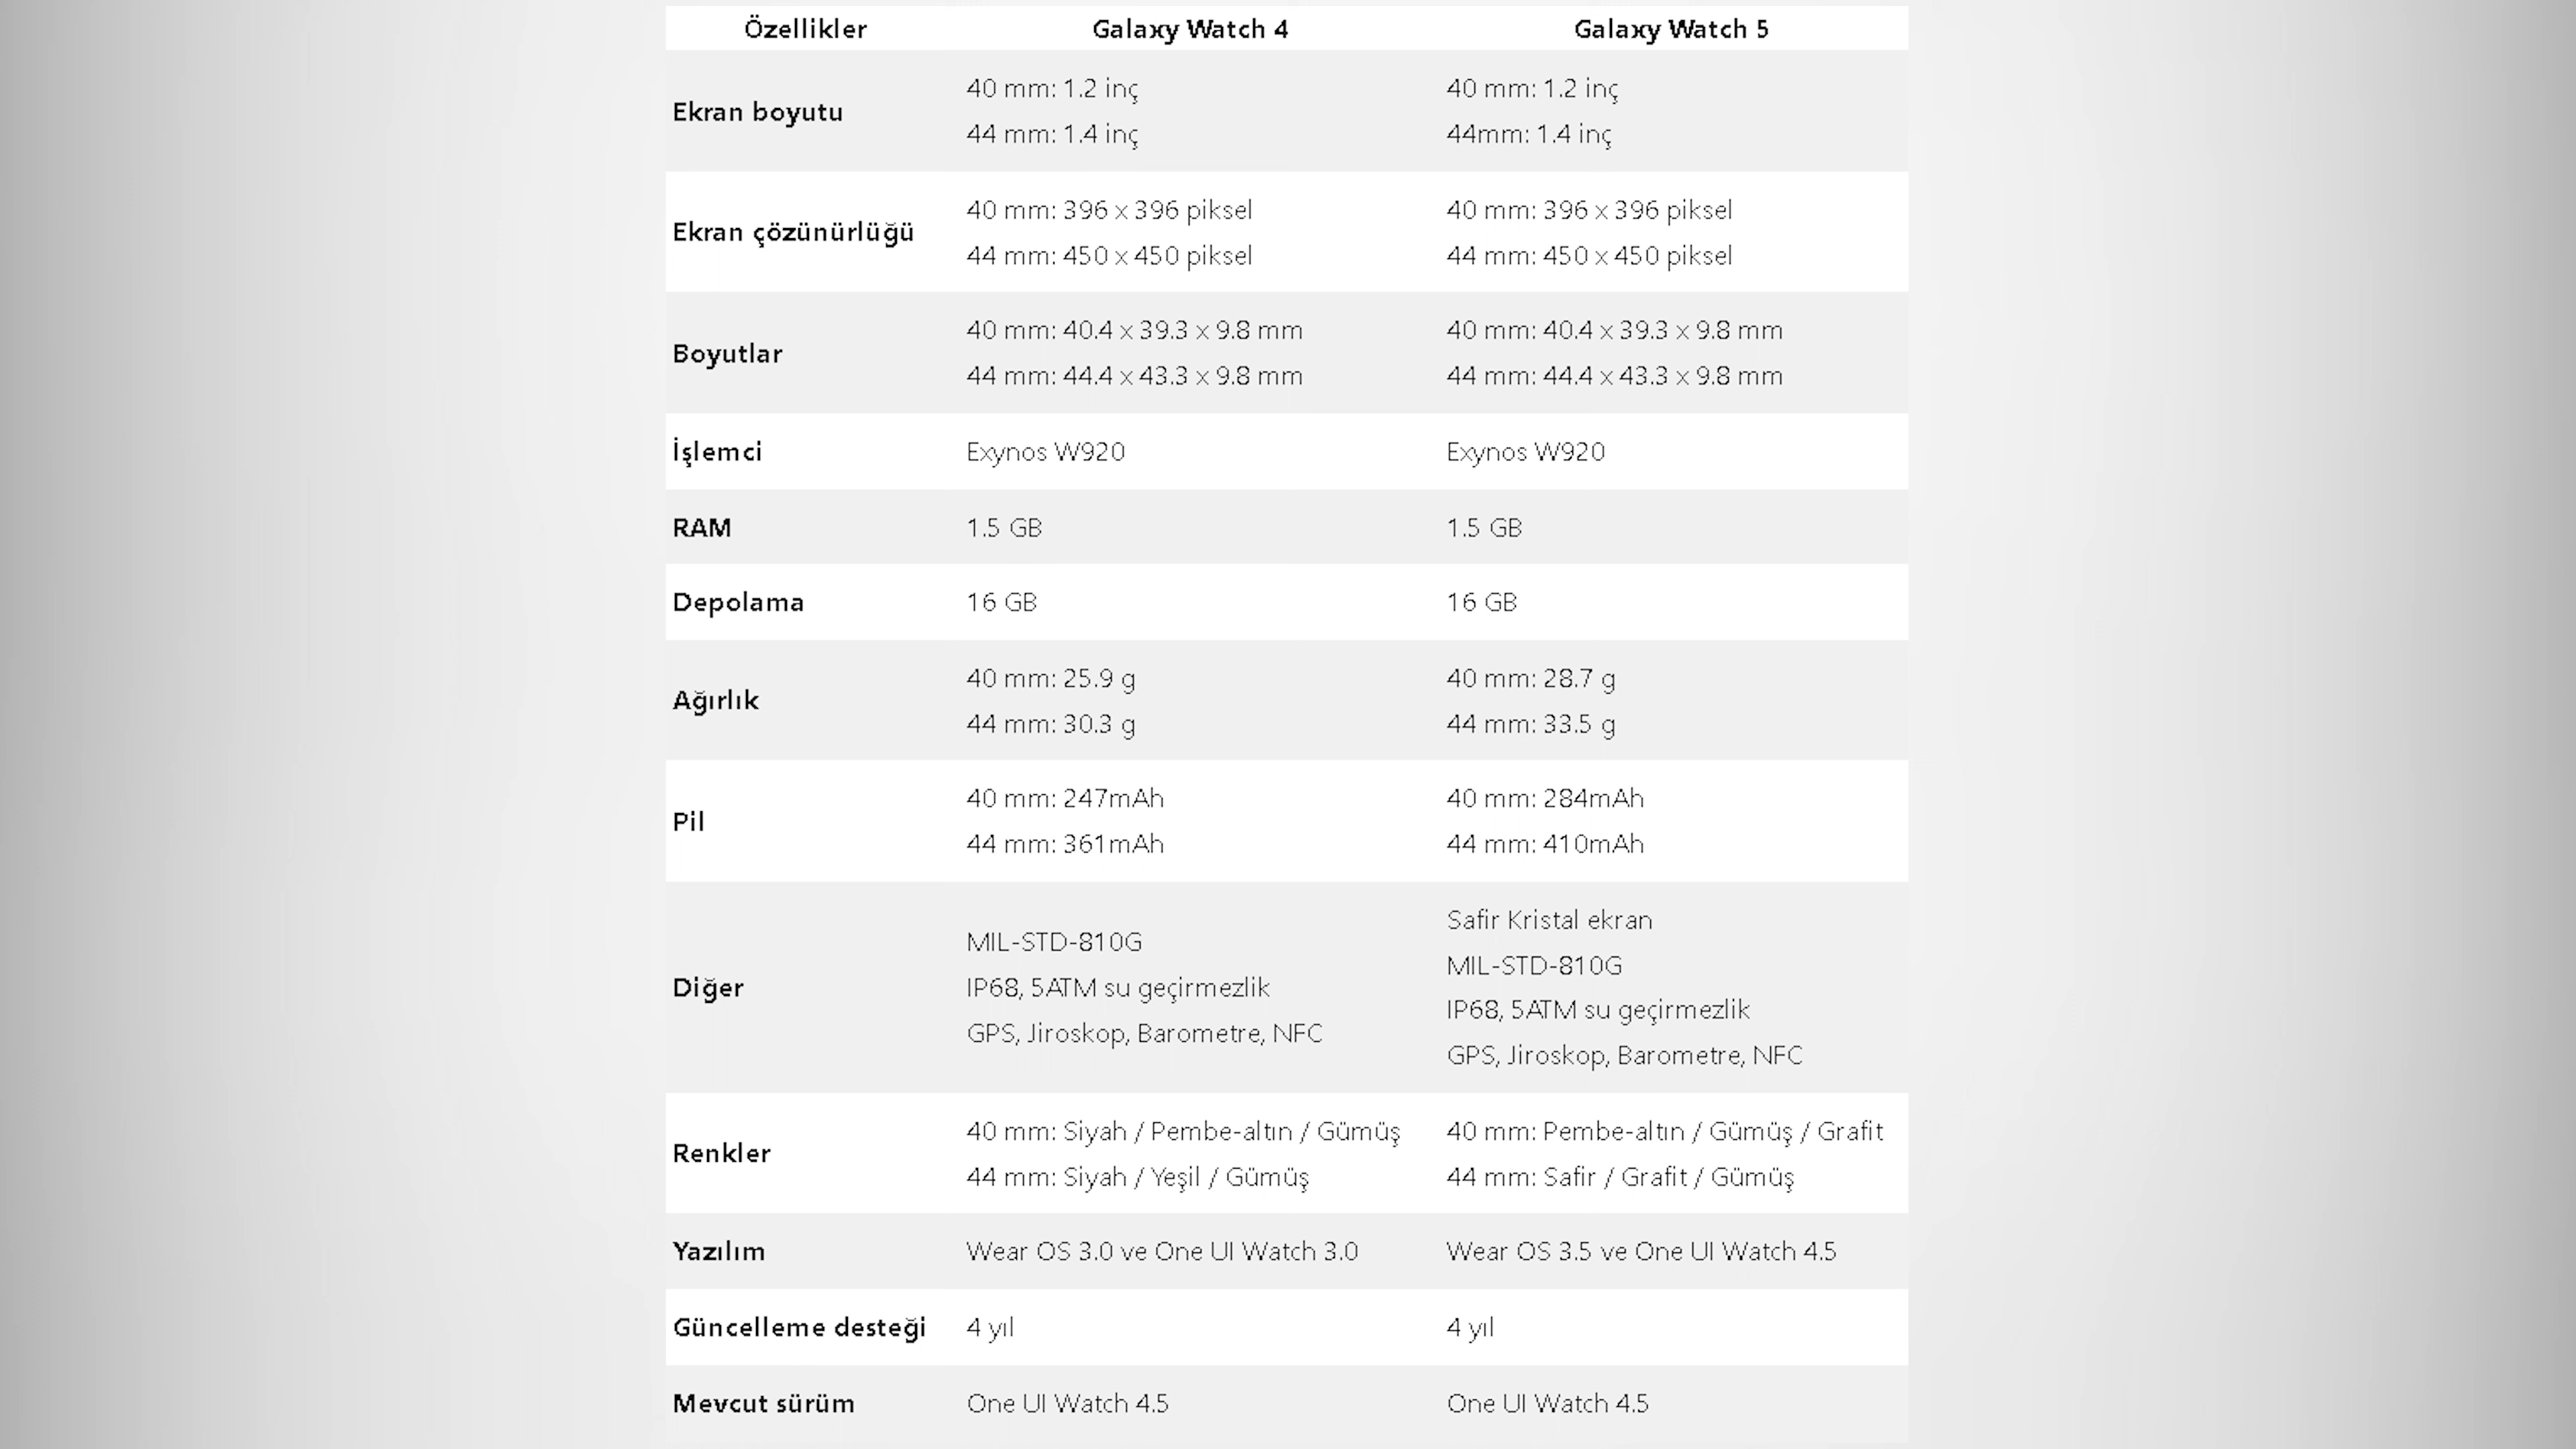 Özellikler Galaxy Watch 4 Galaxy Watch 5
Ekran boyutu
40 mm: 1.2 inç
44 mm: 1.4 inç
40 mm: 1.2 inç
44mm: 1.4 inç
Ekran çözünürlüğü
40 mm: 396 x 396 piksel
44 mm: 450 x 450 piksel
40 mm: 396 x 396 piksel
44 mm: 450 x 450 piksel
Boyutlar
40 mm: 40.4 x 39.3 x 9.8 mm
44 mm: 44.4 x 43.3 x 9.8 mm
40 mm: 40.4 x 39.3 x 9.8 mm
44 mm: 44.4 x 43.3 x 9.8 mm
İşlemci Exynos W920 Exynos W920
RAM 1.5 GB 1.5 GB
Depolama 16 GB 16 GB
Ağırlık
40 mm: 25.9 g
44 mm: 30.3 g
40 mm: 28.7 g
44 mm: 33.5 g
Pil
40 mm: 247mAh
44 mm: 361mAh
40 mm: 284mAh
44 mm: 410mAh
Diğer
MIL-STD-810G
IP68, 5ATM su geçirmezlik
GPS, Jiroskop, Barometre, NFC
Safir Kristal ekran
MIL-STD-810G
IP68, 5ATM su geçirmezlik
GPS, Jiroskop, Barometre, NFC
Renkler
40 mm: Siyah / Pembe-altın / Gümüş
44 mm: Siyah / Yeşil / Gümüş
40 mm: Pembe-altın / Gümüş / Grafit
44 mm: Safir / Grafit / Gümüş
Yazılım Wear OS 3.0 ve One UI Watch 3.0 Wear OS 3.5 ve One UI Watch 4.5
Güncelleme desteği 4 yıl 4 yıl
Mevcut sürüm One UI Watch 4.5 One UI Watch 4.5